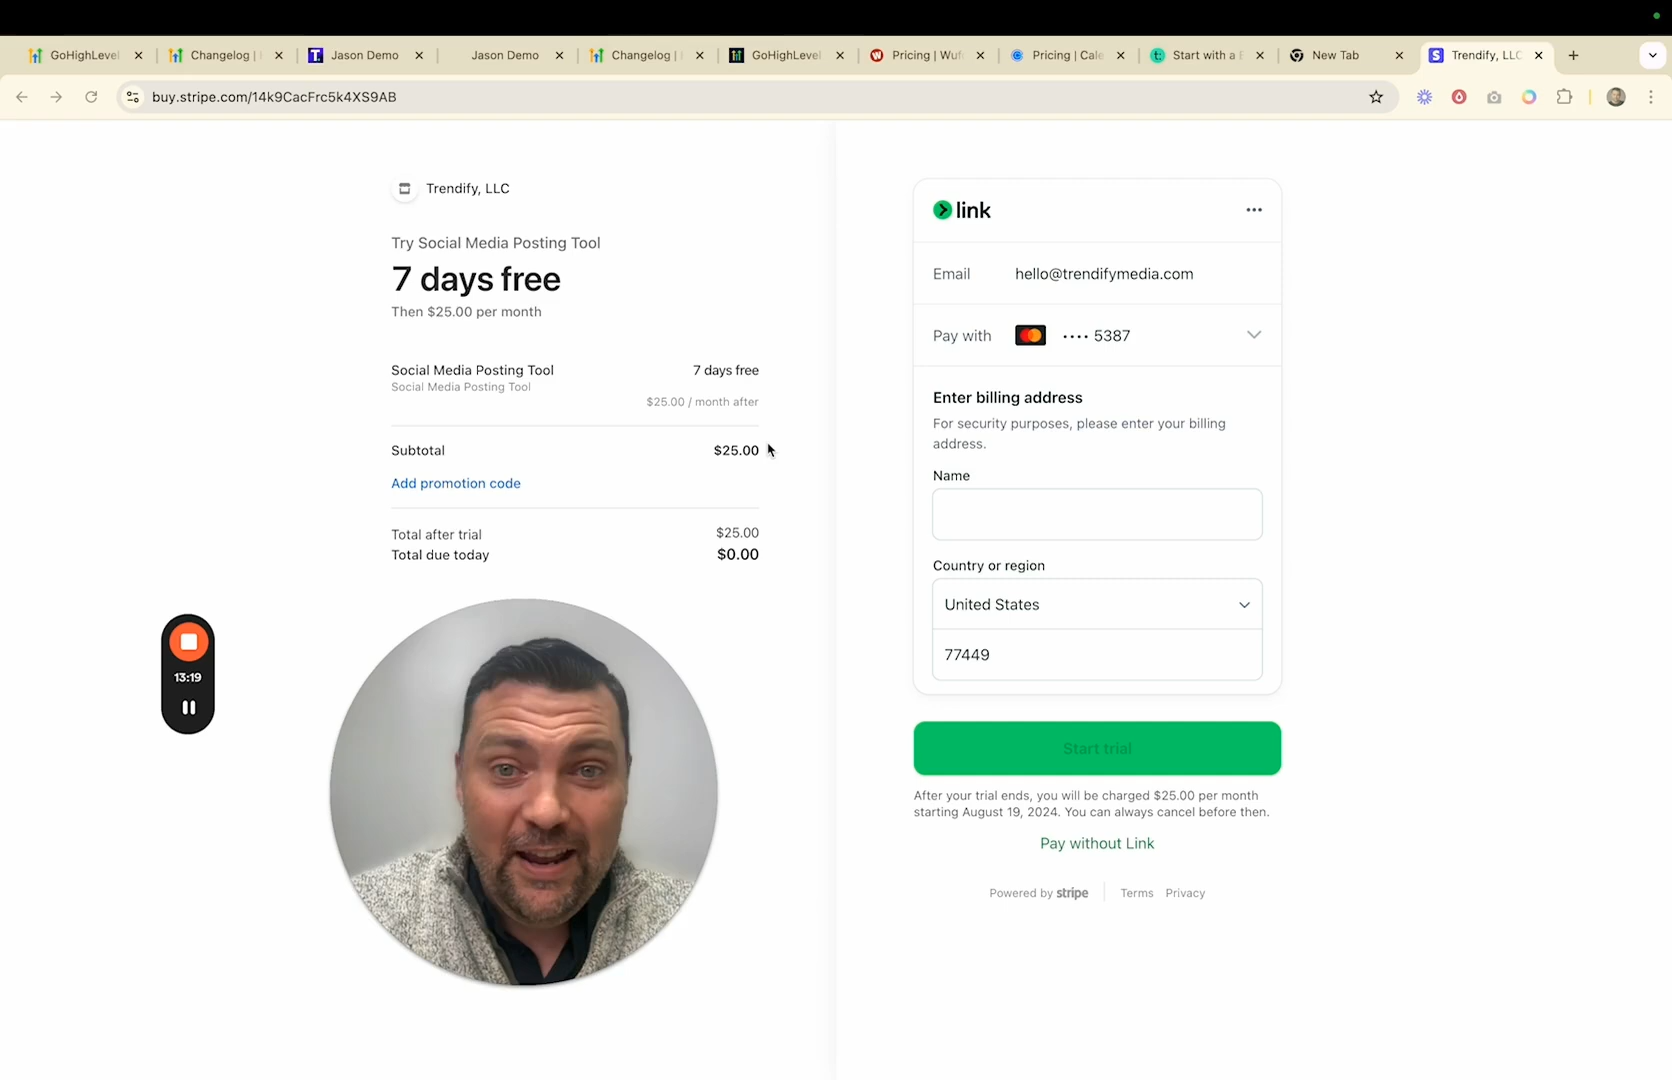 GoHighLevel
Changelog |
Jason Demo
Jason Demo
Changelog |
GoHighLevel
Pricing | Wuf
Pricing | Cale
Start with a
New Tab
Trendify, LLC
buy.stripe.com/14k9CacFrc5k4XS9AB
Trendify, LLC
Try Social Media Posting Tool
7 days free
Then $25.00 per month
Social Media Posting Tool 7 days free
Social Media Posting Tool
$25.00 / month after
Subtotal $25.00
Add promotion code
Total after trial $25.00
Total due today $0.00
13:19
link
Email hello@trendifymedia.com
Pay with •••• 5387
Enter billing address
For security purposes, please enter your billing
address.
Name
Country or region
United States
77449
Start trial
After your trial ends, you will be charged $25.00 per month
starting August 19, 2024. You can always cancel before then.
Pay without Link
Powered by stripe Terms Privacy